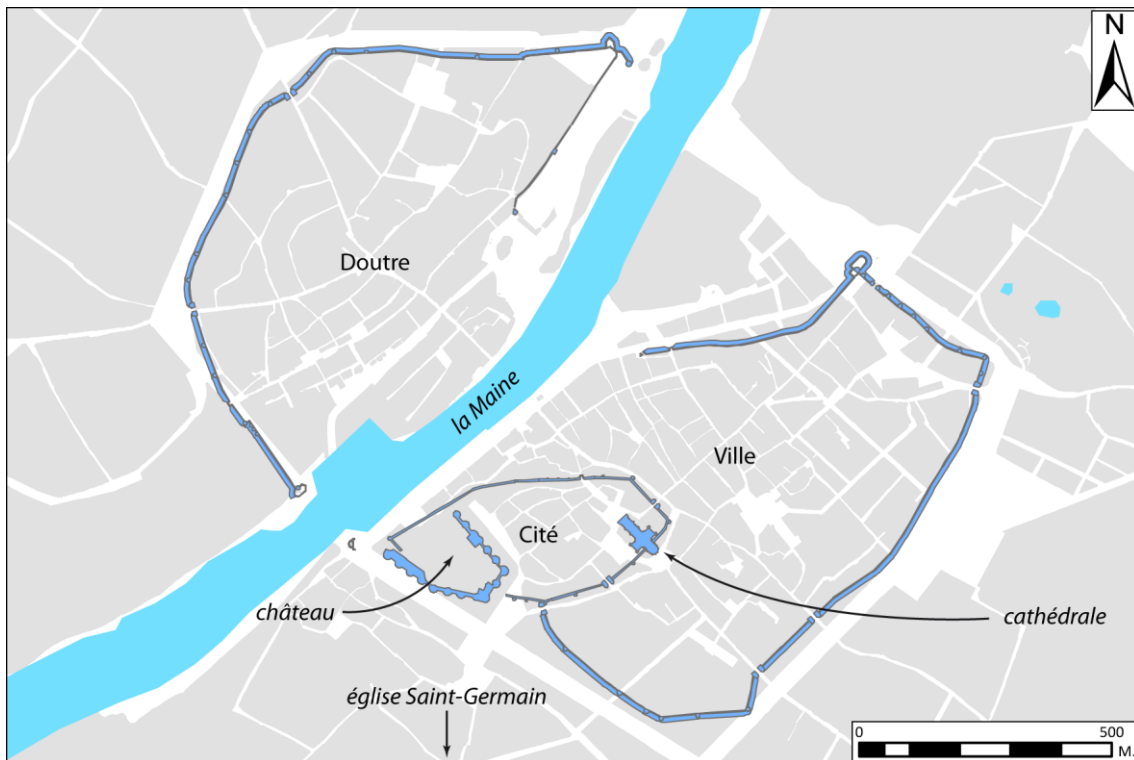 N
Doutre
la Maine
Ville
Cité
château
cathédrale
église Saint-Germain
0 500
M.